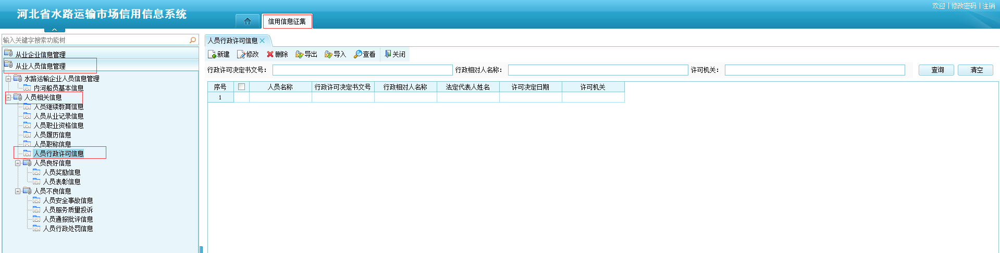 河北省水路运输市场信用信息系统
欢迎 | 修改密码 | 注销
信用信息征集
输入关键字搜索功能树
从业企业信息管理
从业人员信息管理
水路运输企业人员信息管理
内河船员基本信息
人员相关信息
人员继续教育信息
人员从业记录信息
人员职业资格信息
人员履历信息
人员职称信息
人员行政许可信息
人员良好信息
人员奖励信息
人员表彰信息
人员不良信息
人员安全事故信息
人员服务质量投诉
人员通报批评信息
人员行政处罚信息
人员行政许可信息
新建 修改 删除 导出 导入 查看 关闭
行政许可决定书文号： 行政相对人名称： 许可机关： 查询 清空
序号 人员名称 行政许可决定书文号 行政相对人名称 法定代表人姓名 许可决定日期 许可机关
1